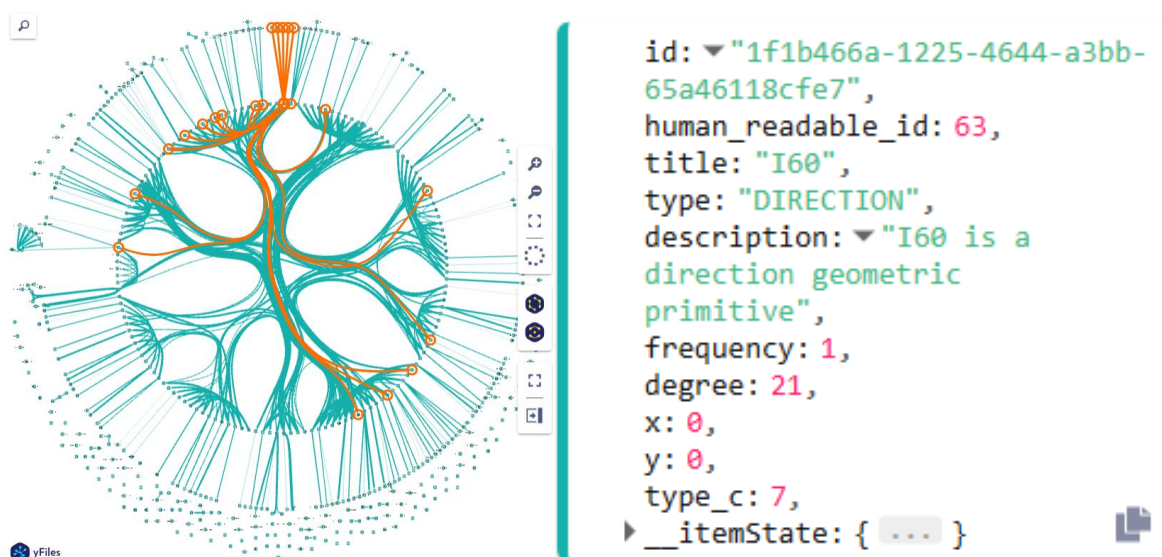 id: "1f1b466a-1225-4644-a3bb-
65a46118cfe7",
human_readable_id: 63,
title: "I60",
type: "DIRECTION",
description: "I60 is a
direction geometric
primitive",
frequency: 1,
degree: 21,
x: 0,
y: 0,
type_c: 7,
__itemState: { ... }
yFiles